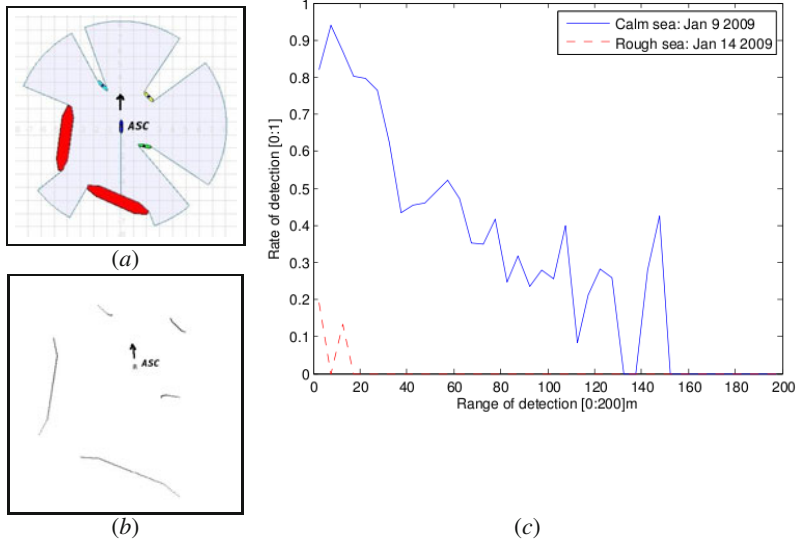 ASC
(a)
ASC
(b)
Calm sea: Jan 9 2009
Rough sea: Jan 14 2009
Rate of detection [0:1]
1
0.9
0.8
0.7
0.6
0.5
0.4
0.3
0.2
0.1
0
0 20 40 60 80 100 120 140 160 180 200
Range of detection [0:200]m
(c)